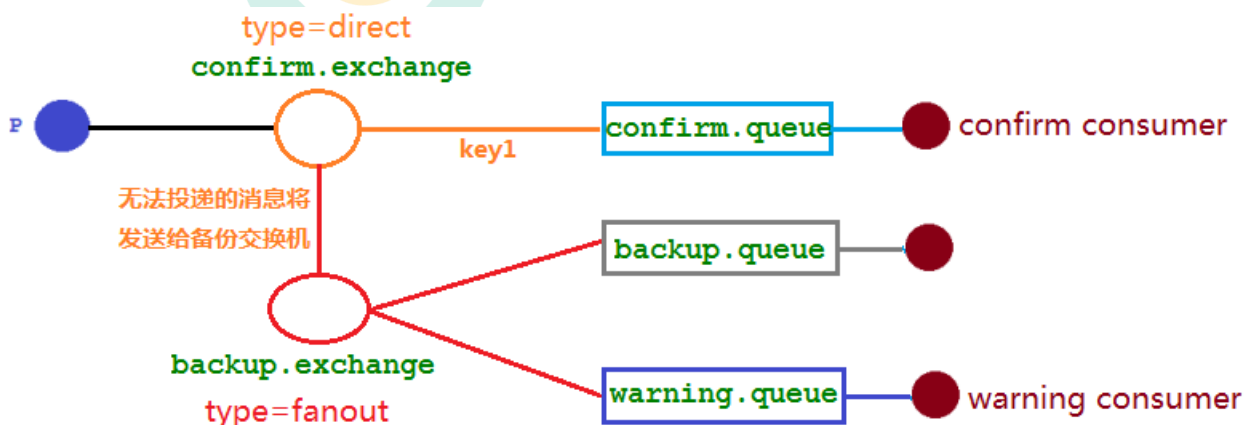 type=direct
confirm.exchange
P
confirm.queue
confirm consumer
key1
无法投递的消息将
发送给备份交换机
backup.queue
backup.exchange
type=fanout
warning.queue
warning consumer